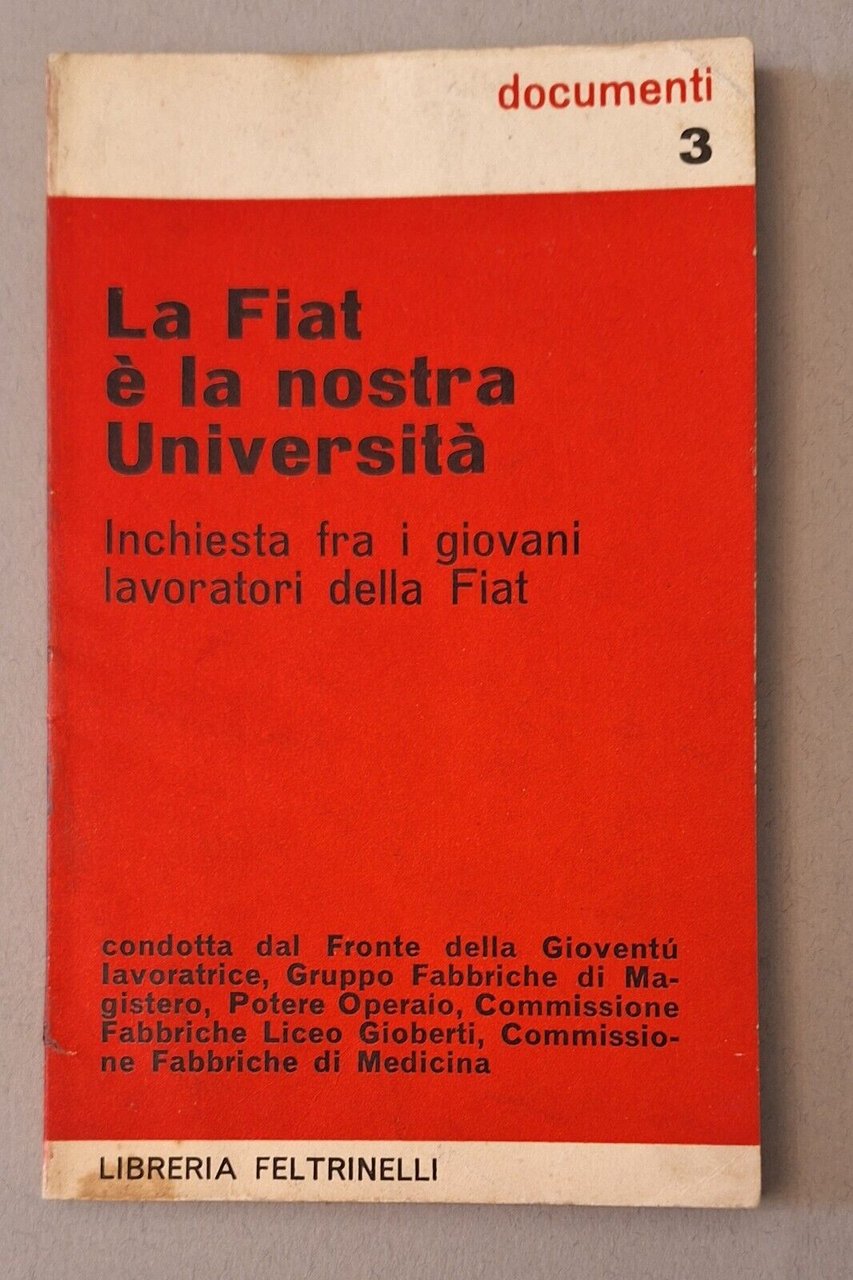 documenti
3
La Fiat
è la nostra
Università
Inchiesta fra i giovani
lavoratori della Fiat
condotta dal Fronte della Gioventú
lavoratrice, Gruppo Fabbriche di Ma-
gistero, Potere Operaio, Commissione
Fabbriche Liceo Gioberti, Commissio-
ne Fabbriche di Medicina
LIBRERIA FELTRINELLI